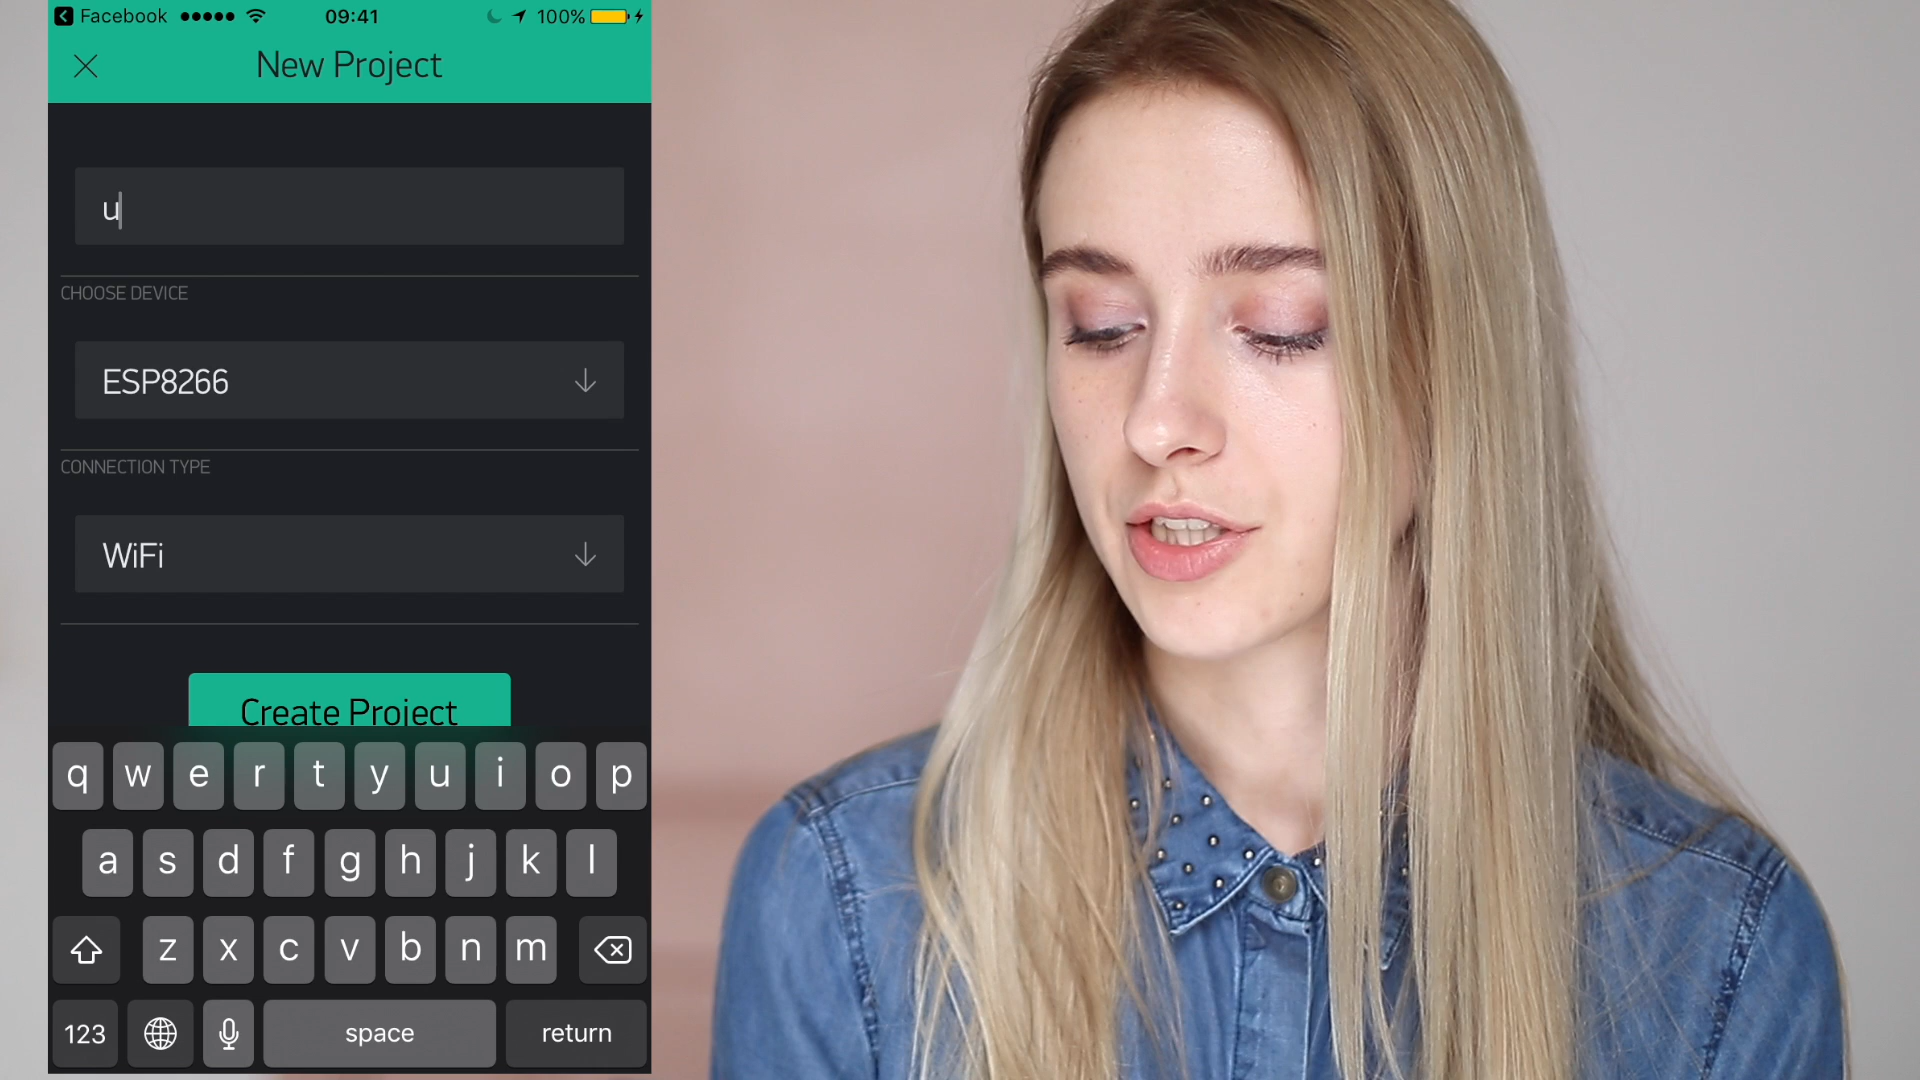 Facebook 09:41 100%
New Project
u
CHOOSE DEVICE
ESP8266
CONNECTION TYPE
WiFi
Create Project
q w e r t y u i o p
a s d f g h j k l
z x c v b n m
123 space return